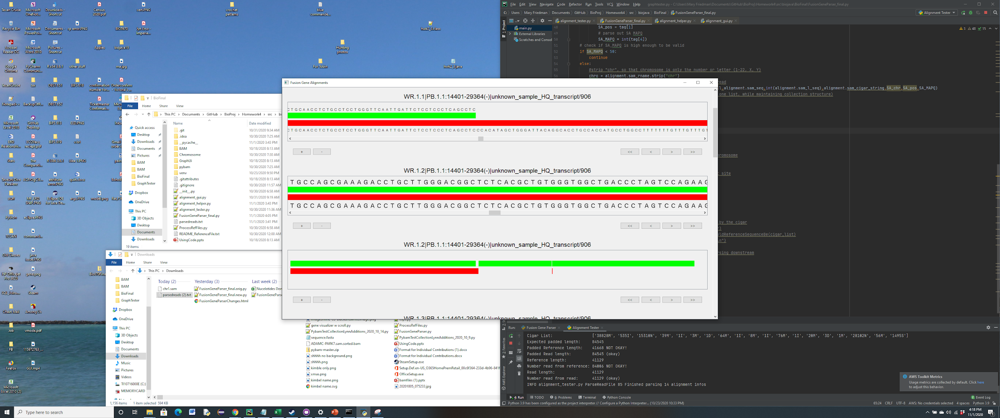 Tecan Cruise
Microsoft OneNot...
Downloads - Shortcut
Census 2020.pdf
cert.PNG
crochet patterns
blue commande...
Recycle Bin
Microsoft PowerPoi...
Documents - Shortcut
cp error.PNG
BIOT670
Jyn Erso - Imperia...
hwk2_3.class
Acrobat Reader DC
Microsoft Word 2010
Pictures - Shortcut
Apples
biojava19
Hunting photos
Google Chrome
PyCharm Communi...
R x64 3.6.1
other stuff
ma.jpg
For Tobin
hwk2_3.java
TecanCruise
tax
DBST 651
BIFS 618
confirmation number for...
Orderconfirm - Victoria's ...
Notepad++
BackupOfR...
DBST 652
Ticketmaster Confirmati...
Microsoft Excel 2010
GitHub Desktop
BIFS 613
EED.PNG
ERD Relationshi...
ECOVacs reciept.pdf
BIFS 619
v.txt
Stats
The Comparati...
R i386 3.6.1
idea 1.PNG
Taveuni Dive Paralenz
ACFrOgCJE...
attribute error.PNG
quiit.docx
stuff
MF_ERD SNIP.PNG
Eclipse IDE for Java De...
args.PNG
model.png
Python
eclipse.PNG
TECAN
command...
Old Classes
java issue.PNG
HP Officejet Pro 8620
gene.png
Bio670Fina
SQL_Joins....
Steam
Chain Mail
Among Us
Job
vmoda.pdf
FB
115972763_...
Firefox
GUI.mp4
Microsoft Excel 2010 (2)
BioFinal
File Home Share View
This PC > Documents > GitHub > BioProj > Homework4 > src > bi
Name Date modified
Quick access
Desktop
Downloads
Documents
Pictures
BAM
BAM
BioFinal
GraphTester
Dropbox
OneDrive
This PC
3D Objects
Desktop
Documents
Downloads
.git 10/31/2020 9:34 AM
.idea 10/30/2020 7:25 AM
__pycache__ 11/1/2020 3:43 PM
BAM 10/18/2020 8:13 AM
Chromosome 10/30/2020 7:30 AM
GraphUi 10/18/2020 8:13 AM
pybam 10/30/2020 7:25 AM
venv 10/23/2020 9:50 PM
.gitattributes 10/18/2020 8:13 AM
.gitignore 10/30/2020 11:57 AM
__init__.py 10/30/2020 6:58 AM
alignment_gui.py 10/31/2020 9:19 AM
alignment_helper.py 11/1/2020 3:43 PM
alignment_tester.py 10/30/2020 11:36 AM
FusionGeneParser_final.py 11/1/2020 4:05 PM
parsedreads.txt 11/1/2020 3:41 PM
ProcessRefFiles.py 10/30/2020 6:58 AM
README_ReferenceFile.txt 10/30/2020 12:00 AM
UsingCode.pptx 10/18/2020 8:13 AM
19 items
Downloads
File Home Share View
This PC > Downloads
BAM
BAM
BioFinal
GraphTester
Dropbox
OneDrive
This PC
3D Objects
Desktop
Documents
Downloads
Music
Pictures
Videos
TI10716000E (C:)
MEMORYCARD
Today (2) Yesterday (3) Last week (2)
chr1.sam FusionGeneParser_final.orig.py Nucelotides Don
parsedreads (2).txt FusionGeneParser_final.new.py FusionGenePars
FusionGeneParserChanges.html
gene visualizer w scroll.py ProcessRefFiles.py
PybamTestCollectionLynnAdditions_2020_10_14.py FusionGeneParser.py
sequence.fasta PybamTestCollectionLynnAdditions_2020_10_9.py
ADAMC-PARK7.sam.sorted.bam UsingCode.pptx
pybam-master.zip Format for Individual Contributions (1).docx
shhhh no background.png Format for Individual Contributions.docx
shhhh.png SteamSetup.exe
kimble only.png Setup.Def.en-US_O365HomePremRetail_00c6f364-233d-4b96-841f
xmas.png OfficeSetup.exe
kimbel name.png bamfiles (1).pptx
kimbel name.svg 20201005_075233.jpg
1,156 items 1 item selected 594 KB
Fusion Gene Alignments
WR.1.1|PB.1.1:14401-29364(-)|unknown_sample_HQ_transcript/906
CTGCAACCTCTGCCTCCTGGGTTCAATTGATTCTCCTCCCTCAGCCTC
CTGCAACCTCTGCCTCCTGGGTTCAATTGATTCTCCTCCCTCAGCCTCCCACATAGCTGGGATTACAGGCACCTGCCACCATGCCTGGCCTTTTTTTGTTTGTTTGT
+ - << < > >>
WR.1.2|PB.1.1:14401-29364(-)|unknown_sample_HQ_transcript/906
TGCCAGCGAAAGACCTGCTTGGGACGGCTCTCACGCTGTGGGTGGCTGACCCTAGTCCAGAAG
TGCCAGCGAAAGACCTGCTTGGGACGGCTCTCACGCTGTGGGTGGCTGACCCTAGTCCAGAAG
+ - << < > >>
WR.1.2|PB.1.1:14401-29364(-)|unknown_sample_HQ_transcript/906
+ - << < > >>
WR.1.3|PB.1.1:14401-29364(-)|unknown_sample_HQ_transcript/906
File Edit View Navigate Code Refactor Run Tools VCS Window Help graphtester.py - C:\Users\Mary Friedman\Documents\GitHub\BioProj\Homework4\src\biojava\BioFinal\FusionGeneParser_final.py
C: Users Mary Friedman Documents GitHub BioProj Homework4 src biojava BioFinal FusionGeneParser_final.py
Alignment Tester
alignment_tester.py FusionGeneParser_final.py alignment_helper.py alignment_gui.py
1: Project
main.py
External Libraries
Scratches and Consol
3 48 15
48 SA_pos = tag[1]
49 # parse out SA MAPQ
50 SA_MAPQ = int(tag[4])
51 # check if SA_MAPQ is high enough to be valid
52 if SA_MAPQ < 50:
53 continue
54 else:
55 #strip "chr", so that chromosome is only the number or letter (1-22, X, Y)
56 chro = alignment.sam_rname.strip("chr")
read
l,alignment.sam_seq,int(alignment.sam_l_seq),alignment.sam_cigar_string,SA_chr,SA_pos,SA_MAPQ)
one list, while maintaining collection structure)
hromosome
t site
by the cigar
r)
uldReferenceSequenceBe(cigar_list)
\n")
rsing downstream
Run: Fusion Gene Parser Alignment Tester
Cigar List: ['38828M', '535I', '15310N', '39M', '1I', '3M', '1D', '64M', '1I', '8M', '1I', '76M', '1I', '20M', '3D', '1M', '28102N', '56M', '1495S']
Expected padded length: 84545
Padded Reference length: 41668 NOT OKAY!
Padded Read length: 84545 (okay)
Reference length: 41129
Number read from reference: 84006 NOT OKAY!
Read length: 41129
Number read from read: 41129 (okay)
INFO alignment_tester.py ParseReadFile 85 Finished parsing 14 alignment infos
2: Favorites
AWS Explorer
AWS Toolkit Metrics
Usage metrics are collected by default. Click here
to adjust this behavior.
4: Run TODO 6: Problems Terminal Python Console 2 Event Log
Python 3.9 has been configured as the project interpreter // Configure a Python Interpreter... (10/23/2020 10:33 PM) 65:24 CRLF UTF-8 AWS: No credentials selected 4 spaces Python 3.9
Type here to search
4:18 PM
11/1/2020